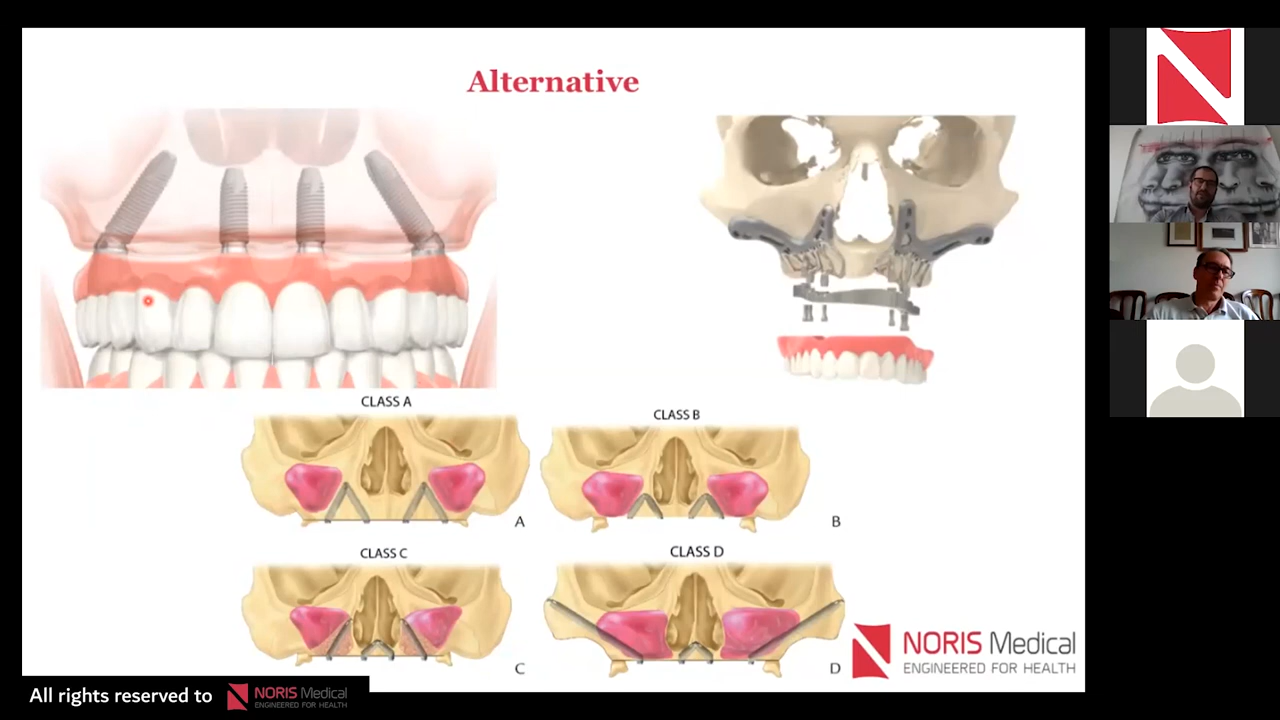 Alternative
CLASS A
CLASS B
A
B
CLASS C
CLASS D
C
D
NORIS Medical
ENGINEERED FOR HEALTH
All rights reserved to
NORIS Medical
ENGINEERED FOR HEALTH